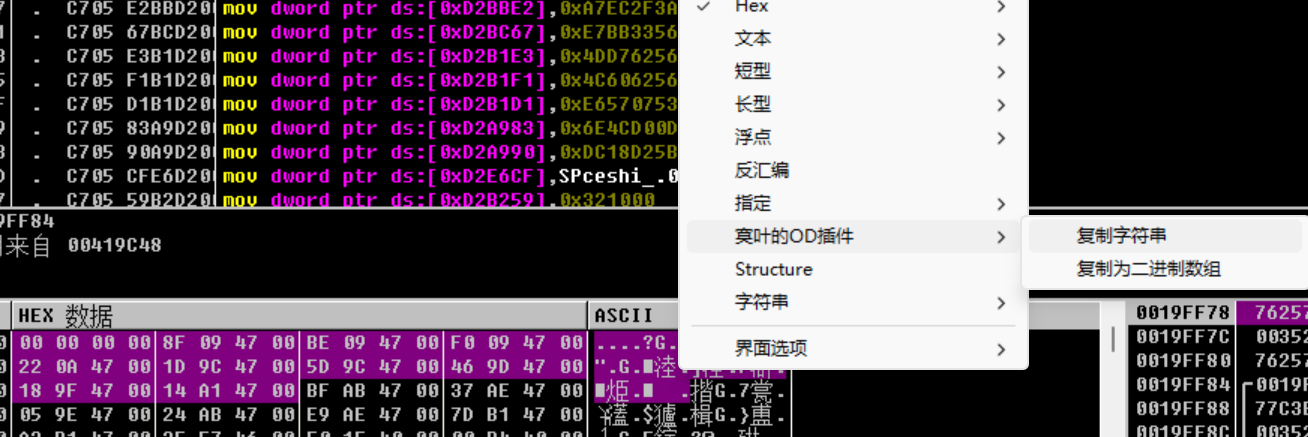 . C705 E2BBD20 mov dword ptr ds:[0xD2BBE2],0xA7EC2F3A
. C705 67BCD20 mov dword ptr ds:[0xD2BC67],0xE7BB3356
. C705 E3B1D20 mov dword ptr ds:[0xD2B1E3],0x4DD76256
. C705 F1B1D20 mov dword ptr ds:[0xD2B1F1],0x4C606256
. C705 D1B1D20 mov dword ptr ds:[0xD2B1D1],0xE6570753
. C705 83A9D20 mov dword ptr ds:[0xD2A983],0x6E4CD00D
. C705 90A9D20 mov dword ptr ds:[0xD2A990],0xDC18D25B
. C705 CFE6D20 mov dword ptr ds:[0xD2E6CF],SPceshi_.0
. C705 59B2D20 mov dword ptr ds:[0xD2B259],0x321000
9FF84
来自 00419C48
Hex
文本
短型
长型
浮点
反汇编
指定
寞叶的OD插件
Structure
字符串
界面选项
复制字符串
复制为二进制数组
HEX 数据 ASCII
00 00 00 00 8F 09 47 00 BE 09 47 00 F0 09 47 00 ....?G.
22 0A 47 00 1D 9C 47 00 5D 9C 47 00 46 9D 47 00 ".G.
18 9F 47 00 14 A1 47 00 BF AB 47 00 37 AE 47 00
05 9E 47 00 24 AB 47 00 E9 AE 47 00 7D B1 47 00
0019FF78 76257
0019FF7C 00352
0019FF80 76257
0019FF84 0019F
0019FF88 77C3E
0019FF8C 00352